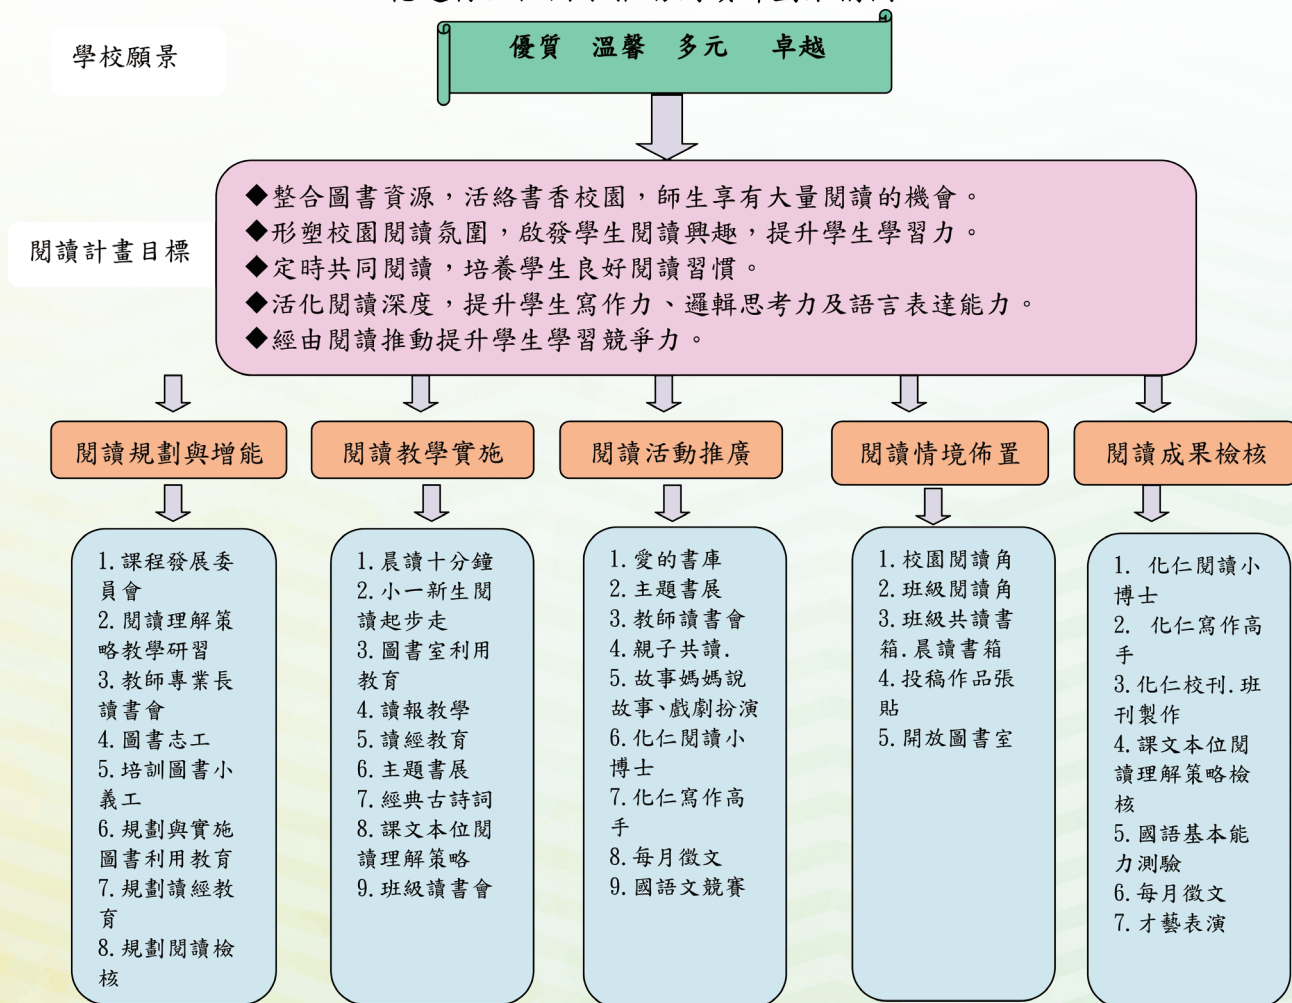 學校願景
優質 溫馨 多元 卓越
閱讀計畫目標
◆整合圖書資源，活絡書香校園，師生享有大量閱讀的機會。
◆形塑校園閱讀氛圍，啟發學生閱讀興趣，提升學生學習力。
◆定時共同閱讀，培養學生良好閱讀習慣。
◆活化閱讀深度，提升學生寫作力、邏輯思考力及語言表達能力。
◆經由閱讀推動提升學生學習競爭力。
閱讀規劃與增能
1.課程發展委
員會
2.閱讀理解策
略教學研習
3.教師專業長
讀書會
4.圖書志工
5.培訓圖書小
義工
6.規劃與實施
圖書利用教育
7.規劃讀經教
育
8.規劃閱讀檢
核
閱讀教學實施
1.晨讀十分鐘
2.小一新生閱
讀起步走
3.圖書室利用
教育
4.讀報教學
5.讀經教育
6.主題書展
7.經典古詩詞
8.課文本位閱
讀理解策略
9.班級讀書會
閱讀活動推廣
1.愛的書庫
2.主題書展
3.教師讀書會
4.親子共讀.
5.故事媽媽說
故事、戲劇扮演
6.化仁閱讀小
博士
7.化仁寫作高
手
8.每月徵文
9.國語文競賽
閱讀情境佈置
1.校園閱讀角
2.班級閱讀角
3.班級共讀書
箱.晨讀書箱
4.投稿作品張
貼
5.開放圖書室
閱讀成果檢核
1. 化仁閱讀小
博士
2. 化仁寫作高
手
3.化仁校刊.班
刊製作
4.課文本位閱
讀理解策略檢
核
5.國語基本能
力測驗
6.每月徵文
7.才藝表演